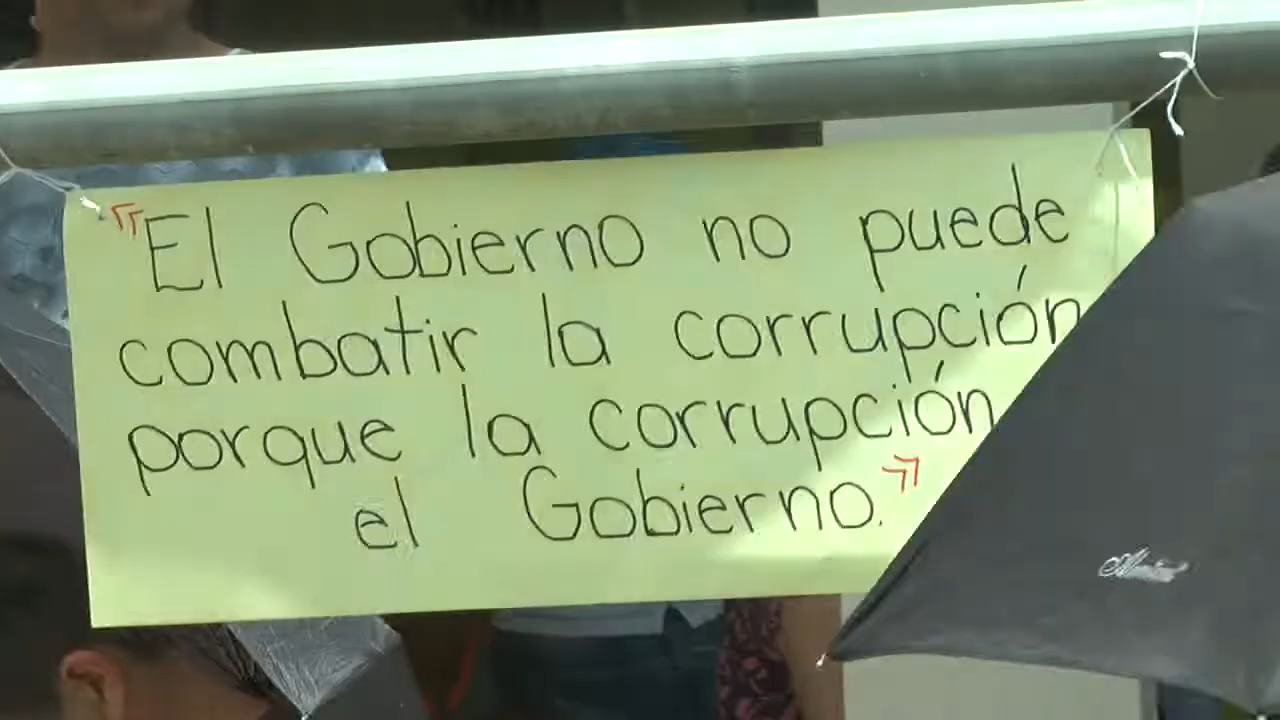 "El Gobierno no puede
combatir la corrupción
porque la corrupción
el Gobierno."